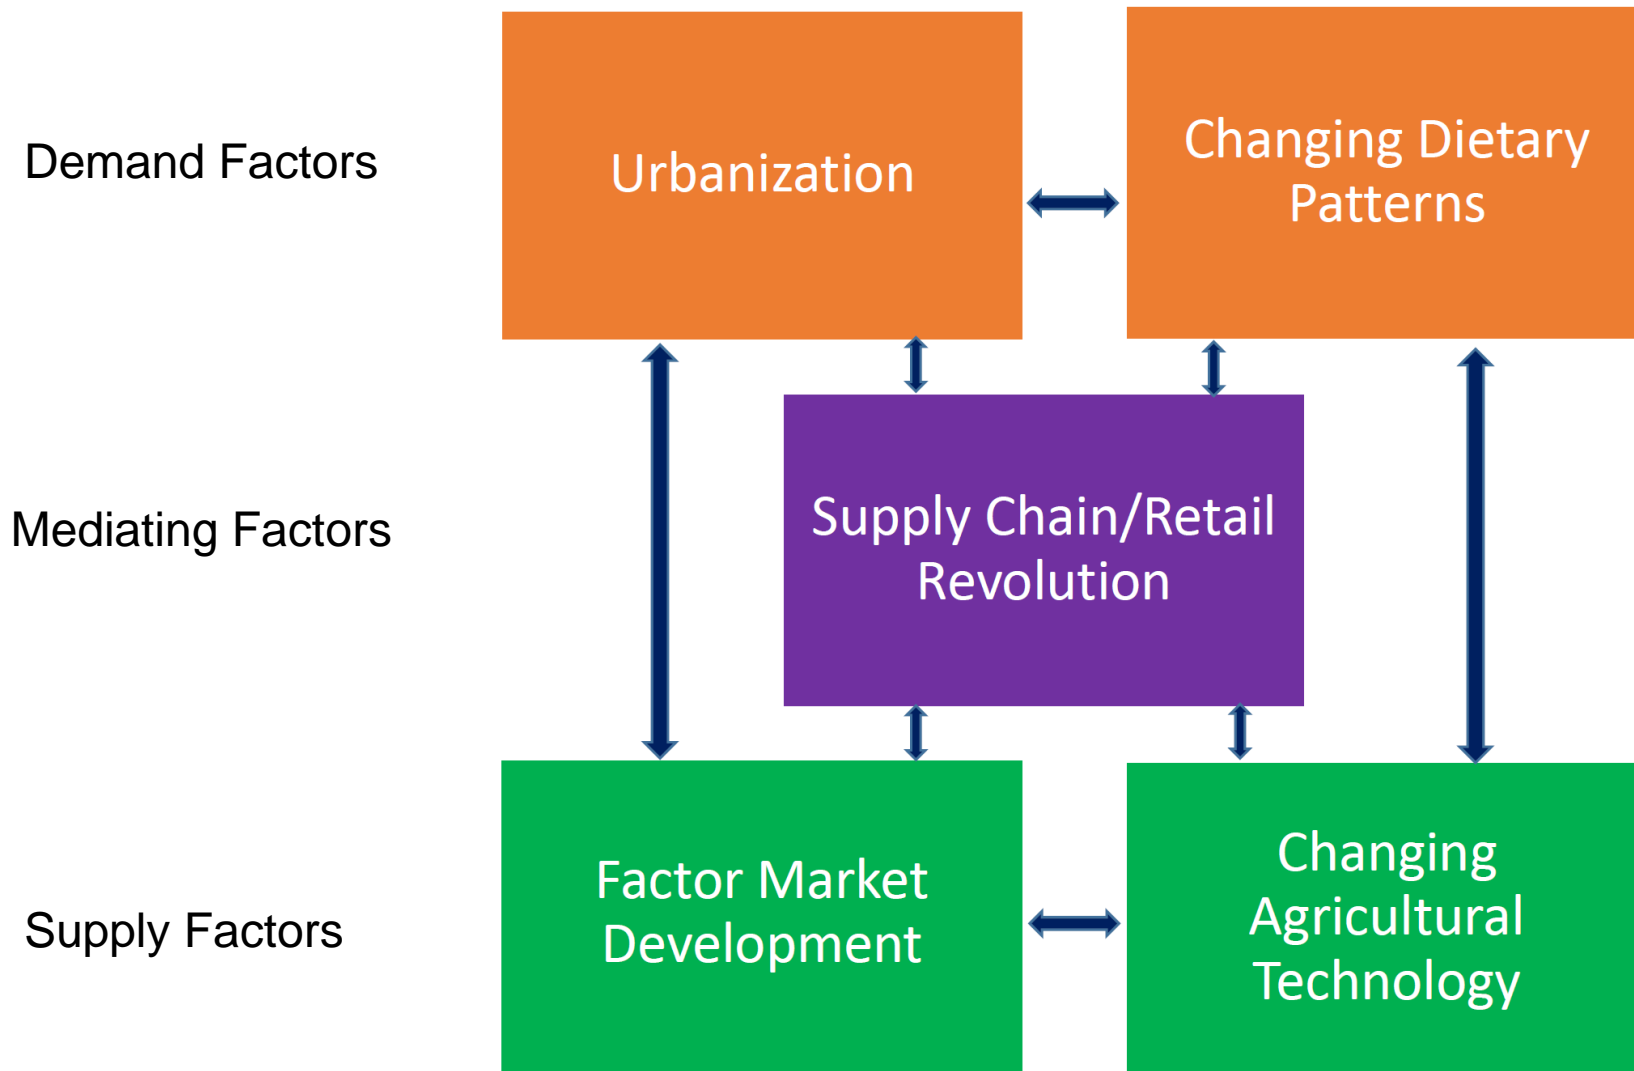 Demand Factors
Urbanization
Changing Dietary
Patterns
Mediating Factors
Supply Chain/Retail
Revolution
Supply Factors
Factor Market
Development
Changing
Agricultural
Technology